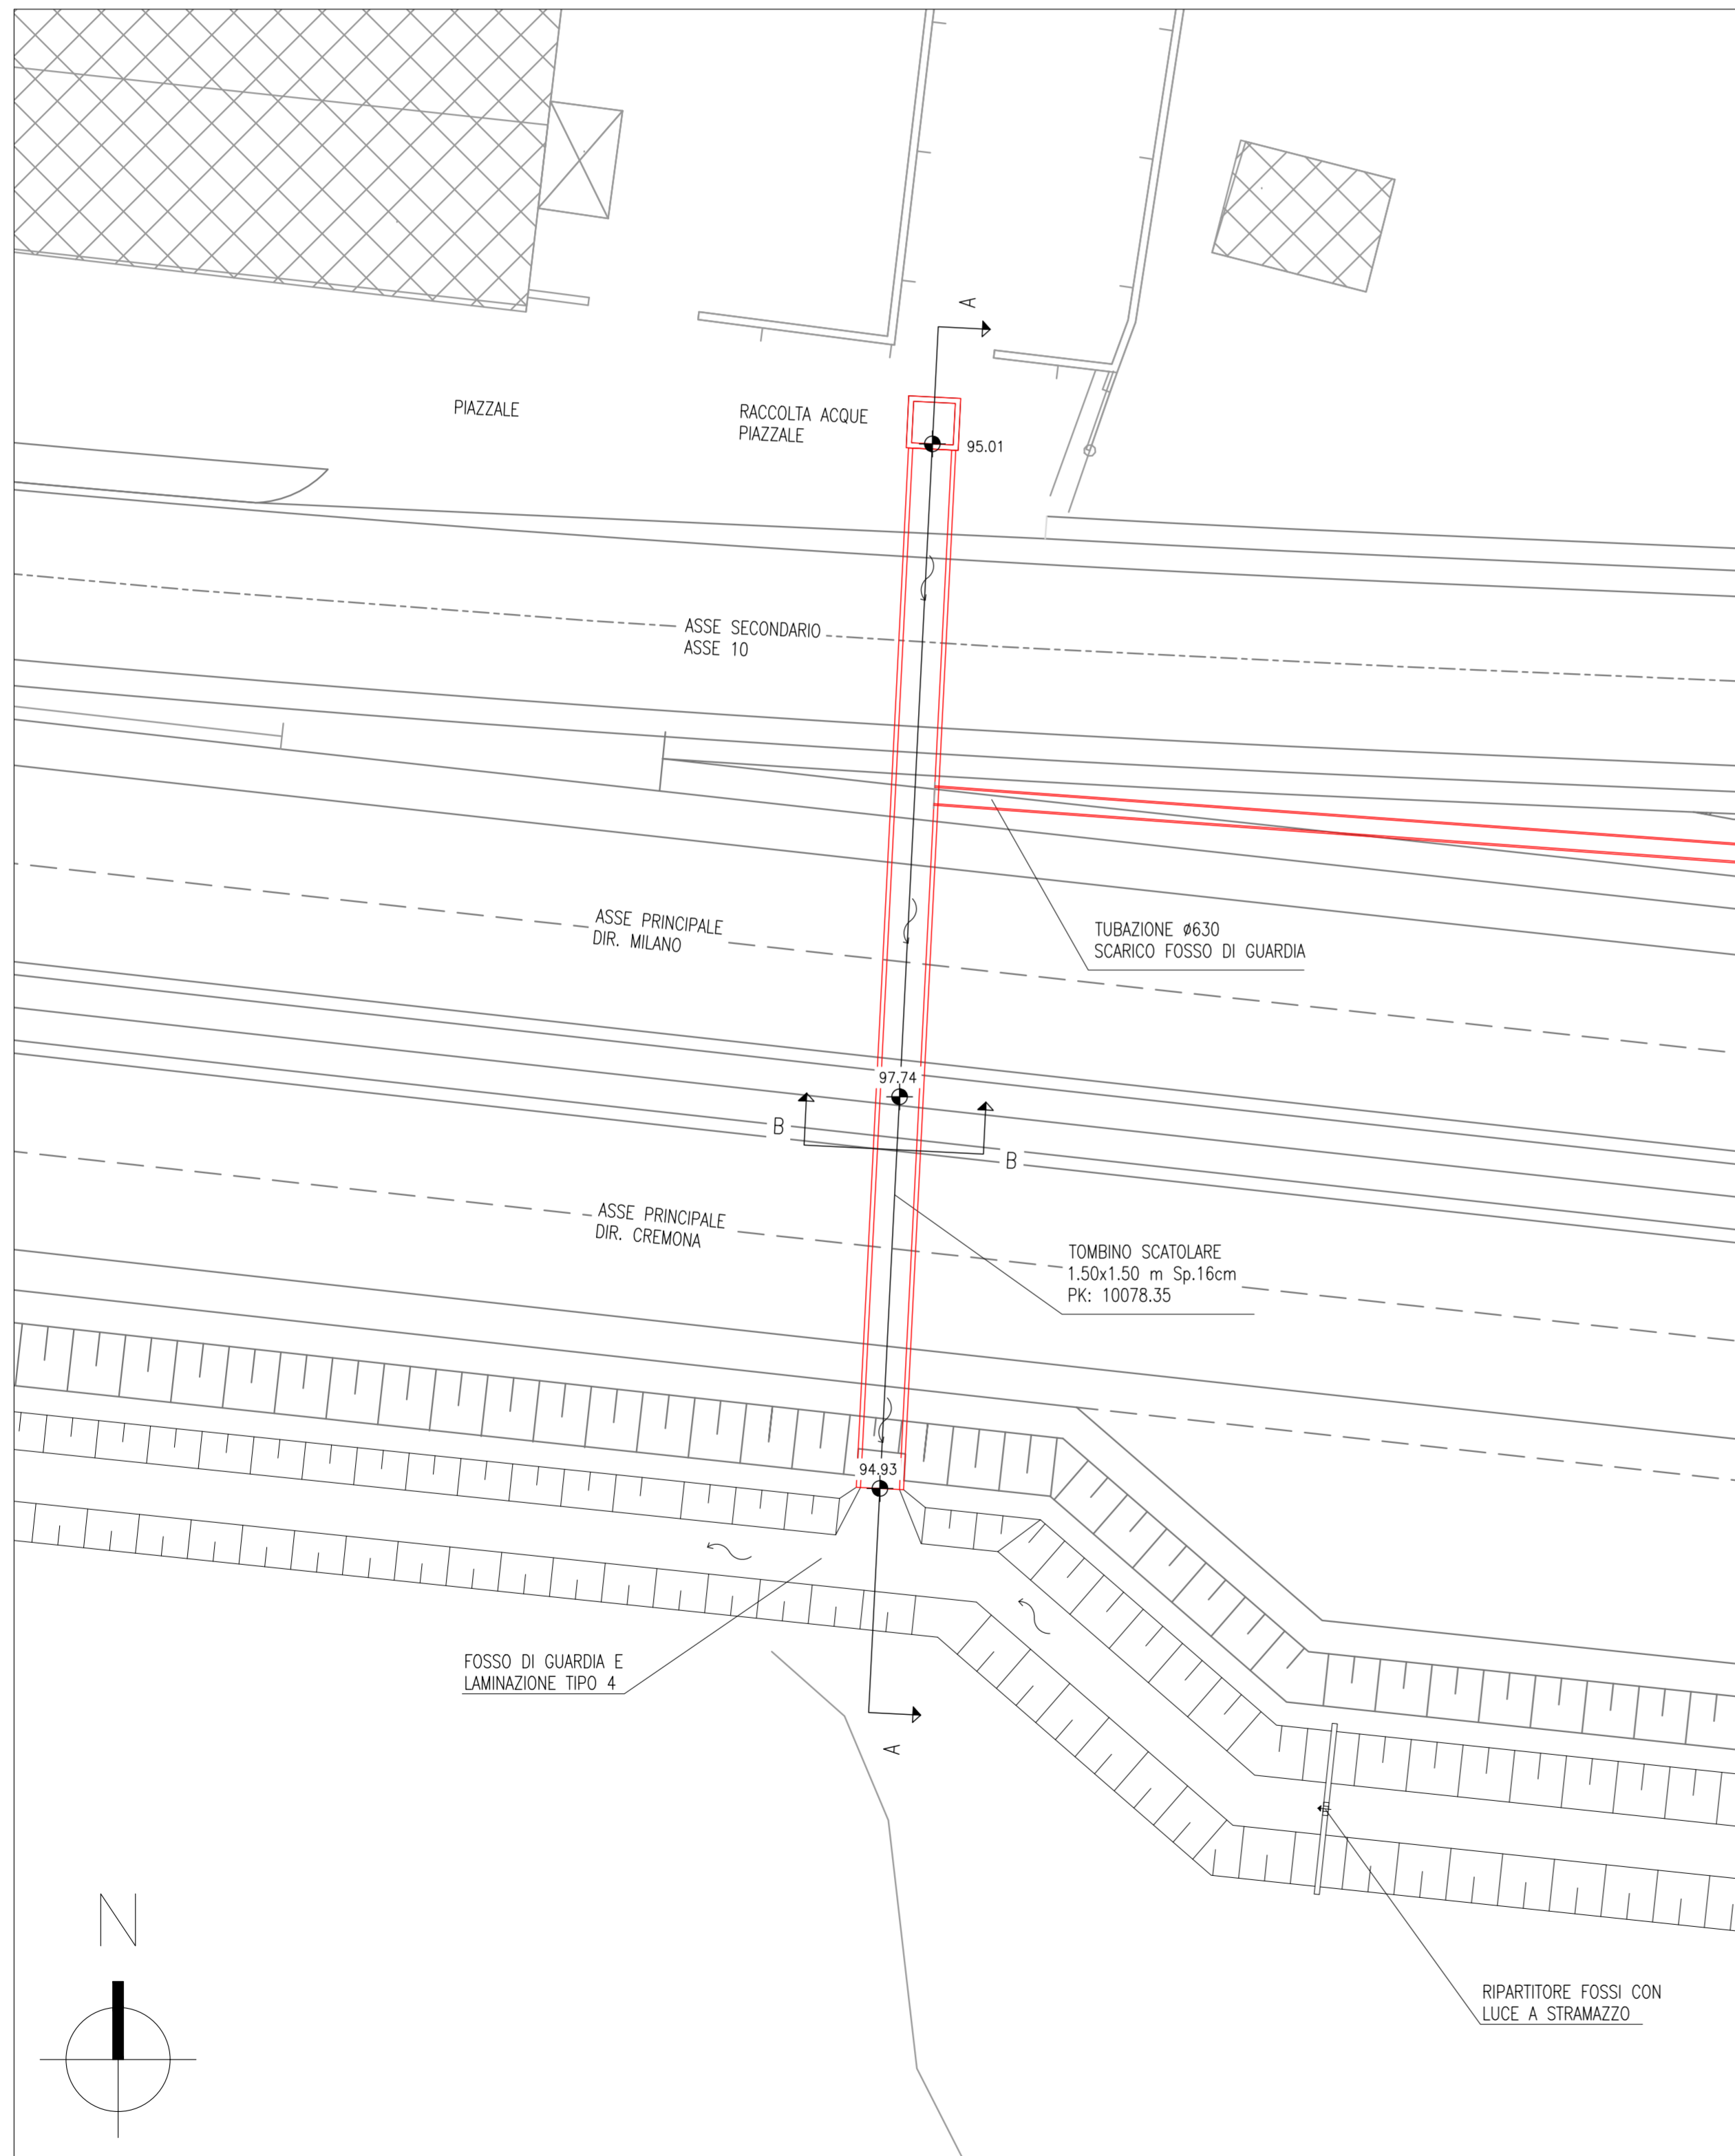 A
PIAZZALE
RACCOLTA ACQUE
PIAZZALE
95.01
ASSE SECONDARIO
ASSE 10
ASSE PRINCIPALE
DIR. MILANO
TUBAZIONE ø630
SCARICO FOSSO DI GUARDIA
97.74
B
B
ASSE PRINCIPALE
DIR. CREMONA
TOMBINO SCATOLARE
1.50x1.50 m Sp.16cm
PK: 10078.35
94.93
FOSSO DI GUARDIA E
LAMINAZIONE TIPO 4
A
N
RIPARTITORE FOSSI CON
LUCE A STRAMAZZO